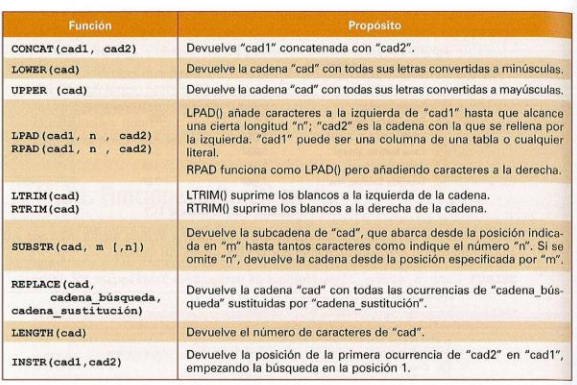 Función Propósito
CONCAT(cad1, cad2) Devuelve "cad1" concatenada con "cad2".
LOWER(cad) Devuelve la cadena "cad" con todas sus letras convertidas a minúsculas.
UPPER (cad) Devuelve la cadena "cad" con todas sus letras convertidas a mayúsculas.
LPAD(cad1, n , cad2)
RPAD(cad1, n , cad2)
LPAD() añade caracteres a la izquierda de "cad1" hasta que alcance
una cierta longitud "n"; "cad2" es la cadena con la que se rellena por
la izquierda. "cad1" puede ser una columna de una tabla o cualquier
literal.
RPAD funciona como LPAD() pero añadiendo caracteres a la derecha.
LTRIM(cad) LTRIM() suprime los blancos a la izquierda de la cadena.
RTRIM(cad) RTRIM() suprime los blancos a la derecha de la cadena.
SUBSTR(cad, m [,n])
Devuelve la subcadena de "cad", que abarca desde la posición indica-
da en "m" hasta tantos caracteres como indique el número "n". Si se
omite "n", devuelve la cadena desde la posición especificada por "m".
REPLACE(cad,
cadena_búsqueda,
cadena_sustitución)
Devuelve la cadena "cad" con todas las ocurrencias de "cadena_bús-
queda" sustituidas por "cadena_sustitución".
LENGTH(cad) Devuelve el número de caracteres de "cad".
INSTR(cad1,cad2)
Devuelve la posición de la primera ocurrencia de "cad2" en "cad1",
empezando la búsqueda en la posición 1.